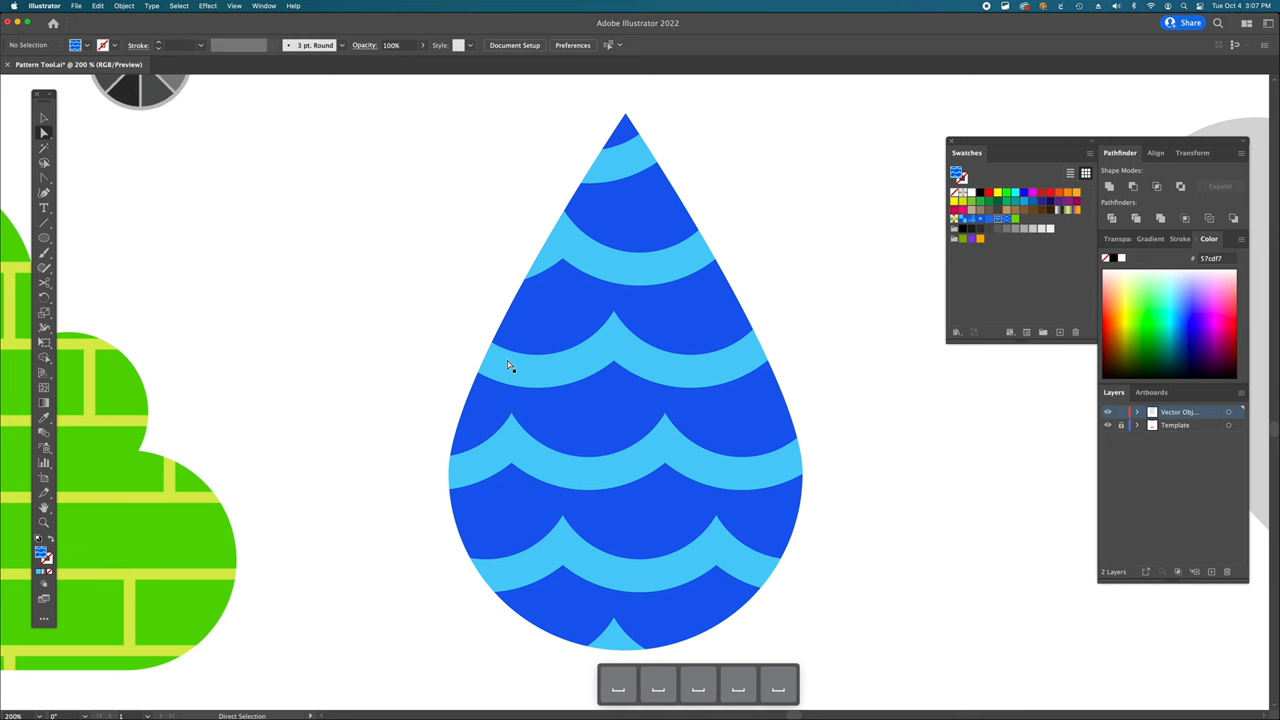 Illustrator File Edit Object Type Select Effect View Window Help Tue Oct 4 3:07 PM
Adobe Illustrator 2022
Share
No Selection Stroke: 3 pt. Round Opacity: 100% Style: Document Setup Preferences
× Pattern Tool.ai* @ 200 % (RGB/Preview)
Swatches
Pathfinder Align Transform
Shape Modes:
Expand
Pathfinders:
Transpa Gradient Stroke Color
# 57cdf7
Layers Artboards
Vector Obj...
Template
2 Layers
200% 0° 1 Direct Selection